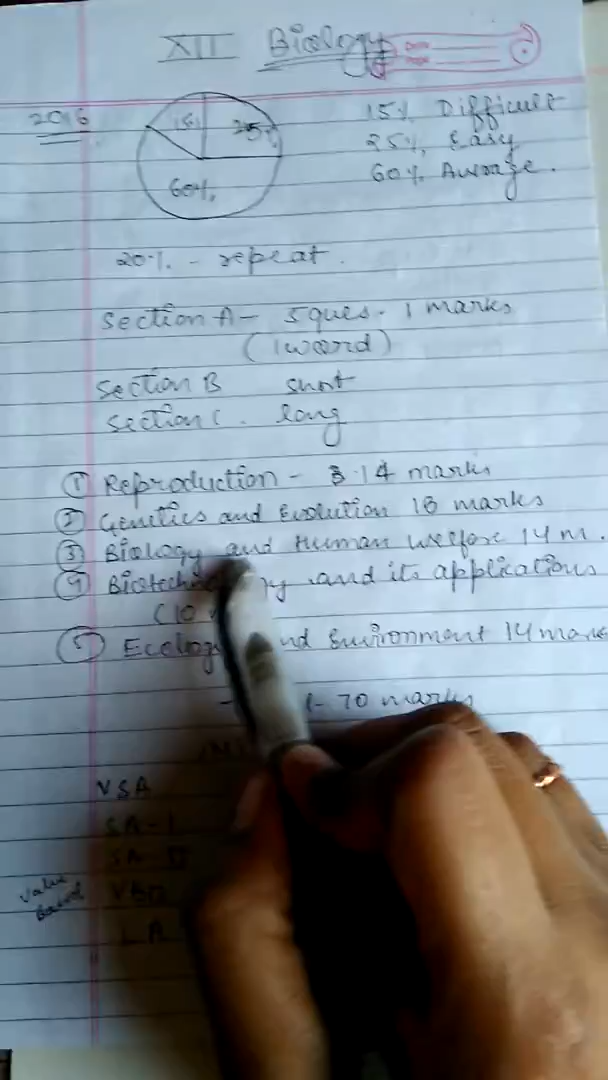 XII Biology
Date
Page
2016
15%
25%
60%
15% Difficult
25% Easy
60% Average.
20% - repeat.
Section A - 5 ques. 1 marks
(1 word)
Section B short
Section C. long
① Reproduction - 14 marks
② Genetics and Evolution 18 marks
③ Biology and Human welfare 14 m.
④ and its applications
(10
⑤ Environment 14 marks
70 marks
VSA
SA-I
SA-II
Value Based
LA